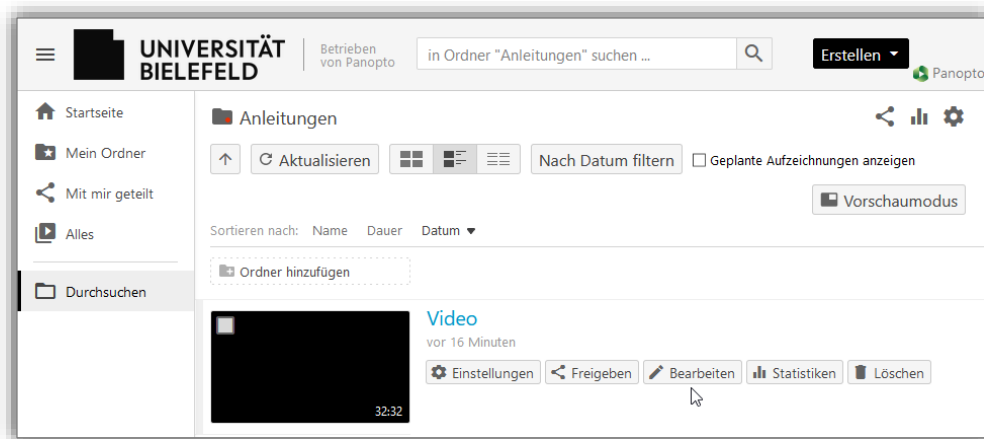 UNIVERSITÄT
BIELEFELD
Betrieben
von Panopto
in Ordner "Anleitungen" suchen ...
Erstellen
Panopto
Startseite
Mein Ordner
Mit mir geteilt
Alles
Durchsuchen
Anleitungen
Aktualisieren
Nach Datum filtern
Geplante Aufzeichnungen anzeigen
Vorschaumodus
Sortieren nach: Name Dauer Datum
Ordner hinzufügen
32:32
Video
vor 16 Minuten
Einstellungen Freigeben Bearbeiten Statistiken Löschen